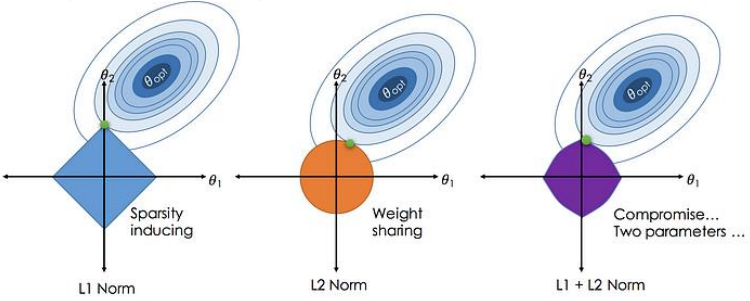 θ2
θopt
θ1
Sparsity
inducing
L1 Norm
θ2
θopt
θ1
Weight
sharing
L2 Norm
θ2
θopt
θ1
Compromise...
Two parameters ...
L1 + L2 Norm